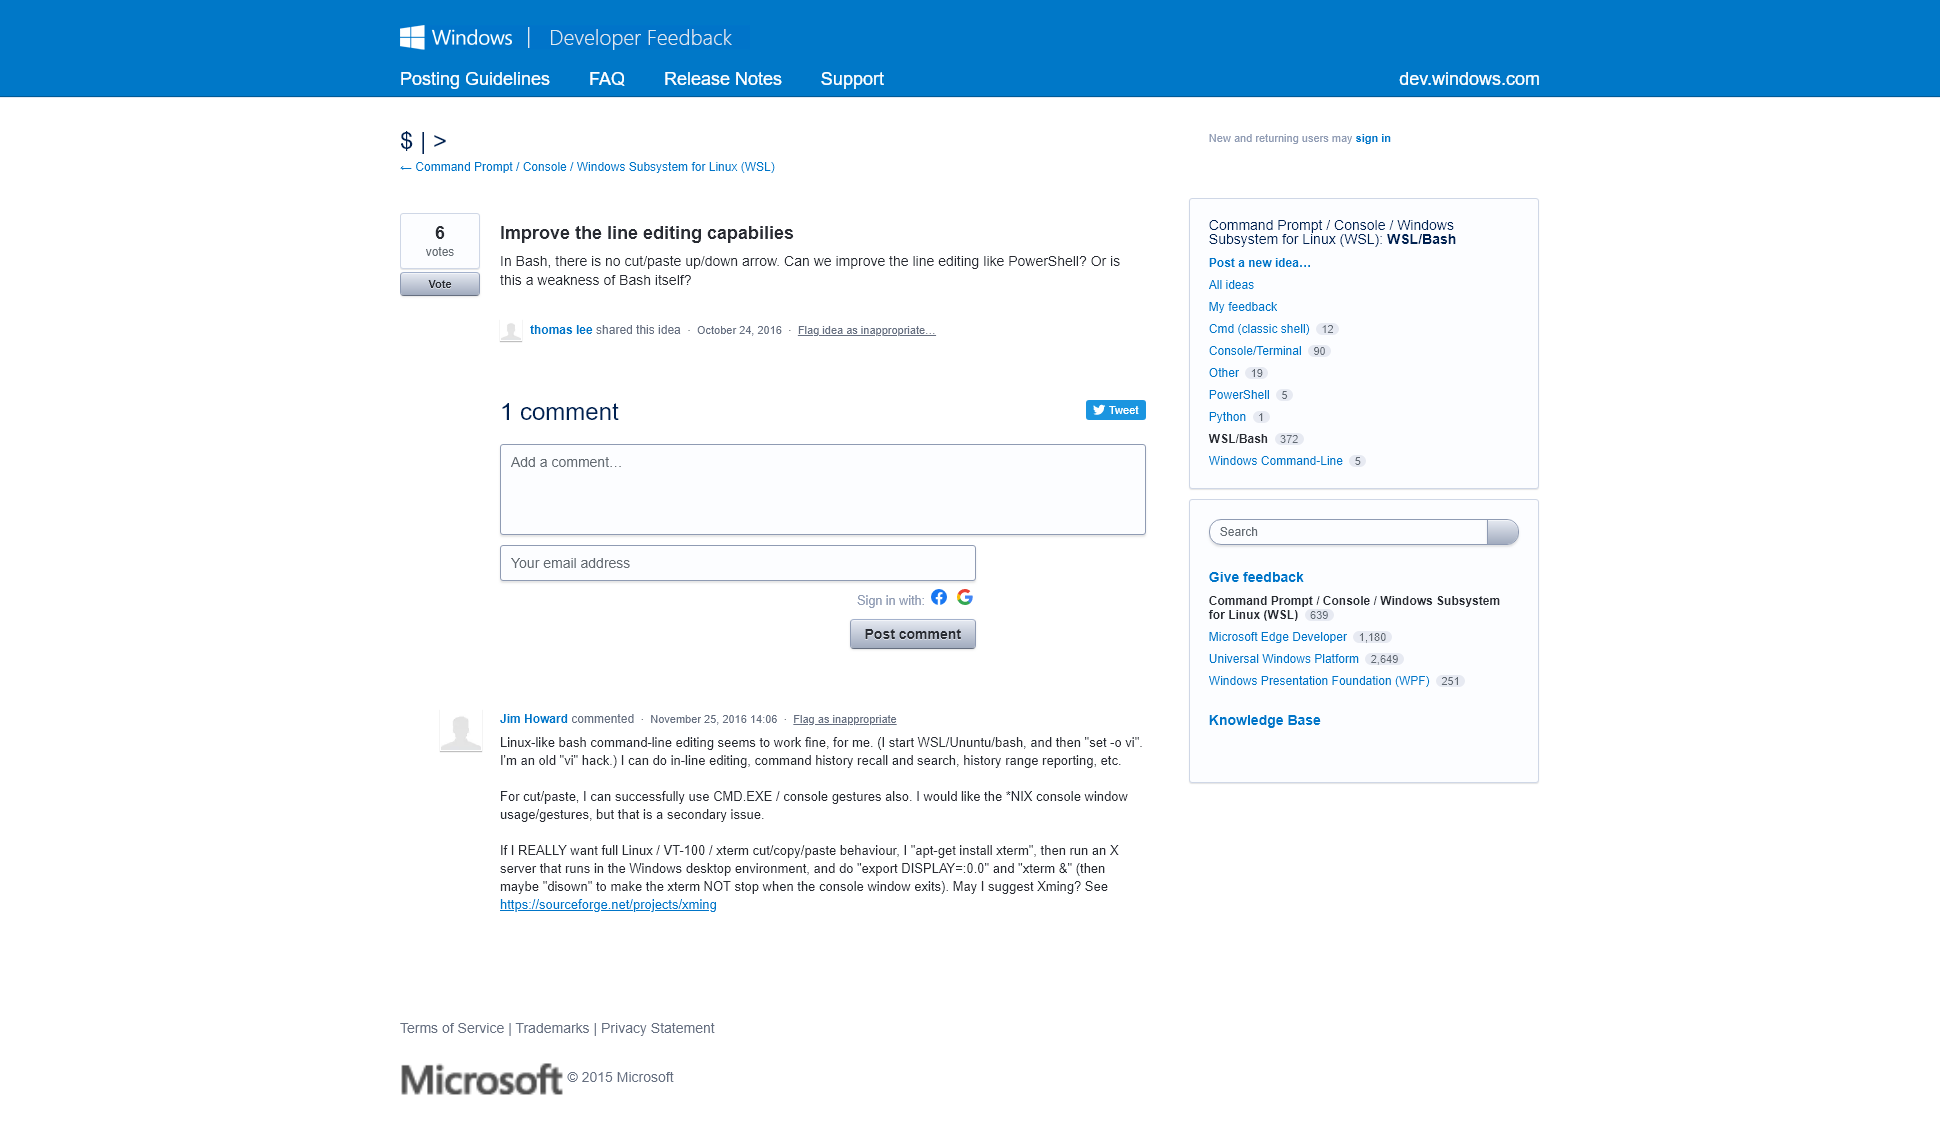 Windows | Developer Feedback
Posting Guidelines FAQ Release Notes Support dev.windows.com
$ | >
← Command Prompt / Console / Windows Subsystem for Linux (WSL)
6
votes
Vote
Improve the line editing capabilies
In Bash, there is no cut/paste up/down arrow. Can we improve the line editing like PowerShell? Or is
this a weakness of Bash itself?
thomas lee shared this idea · October 24, 2016 · Flag idea as inappropriate…
1 comment
Tweet
Add a comment…
Your email address
Sign in with:
Post comment
Jim Howard commented · November 25, 2016 14:06 · Flag as inappropriate
Linux-like bash command-line editing seems to work fine, for me. (I start WSL/Ununtu/bash, and then "set -o vi".
I'm an old "vi" hack.) I can do in-line editing, command history recall and search, history range reporting, etc.
For cut/paste, I can successfully use CMD.EXE / console gestures also. I would like the *NIX console window
usage/gestures, but that is a secondary issue.
If I REALLY want full Linux / VT-100 / xterm cut/copy/paste behaviour, I "apt-get install xterm", then run an X
server that runs in the Windows desktop environment, and do "export DISPLAY=:0.0" and "xterm &" (then
maybe "disown" to make the xterm NOT stop when the console window exits). May I suggest Xming? See
https://sourceforge.net/projects/xming
New and returning users may sign in
Command Prompt / Console / Windows
Subsystem for Linux (WSL): WSL/Bash
Post a new idea…
All ideas
My feedback
Cmd (classic shell) 12
Console/Terminal 90
Other 19
PowerShell 5
Python 1
WSL/Bash 372
Windows Command-Line 5
Search
Give feedback
Command Prompt / Console / Windows Subsystem
for Linux (WSL) 639
Microsoft Edge Developer 1,180
Universal Windows Platform 2,649
Windows Presentation Foundation (WPF) 251
Knowledge Base
Terms of Service | Trademarks | Privacy Statement
Microsoft © 2015 Microsoft